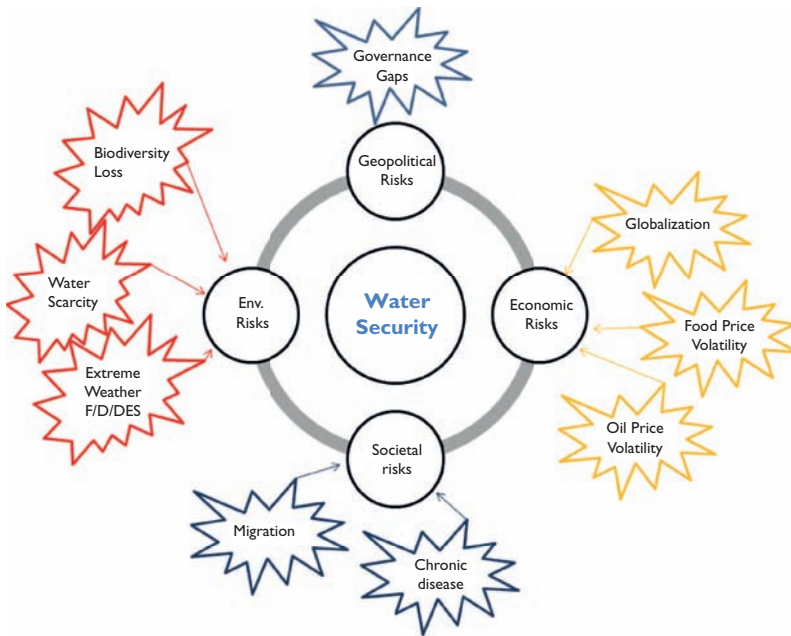 Governance
Gaps
Geopolitical
Risks
Biodiversity
Loss
Globalization
Water
Scarcity
Env.
Risks
Water
Security
Economic
Risks
Food Price
Volatility
Extreme
Weather
F/D/DES
Oil Price
Volatility
Societal
risks
Migration
Chronic
disease